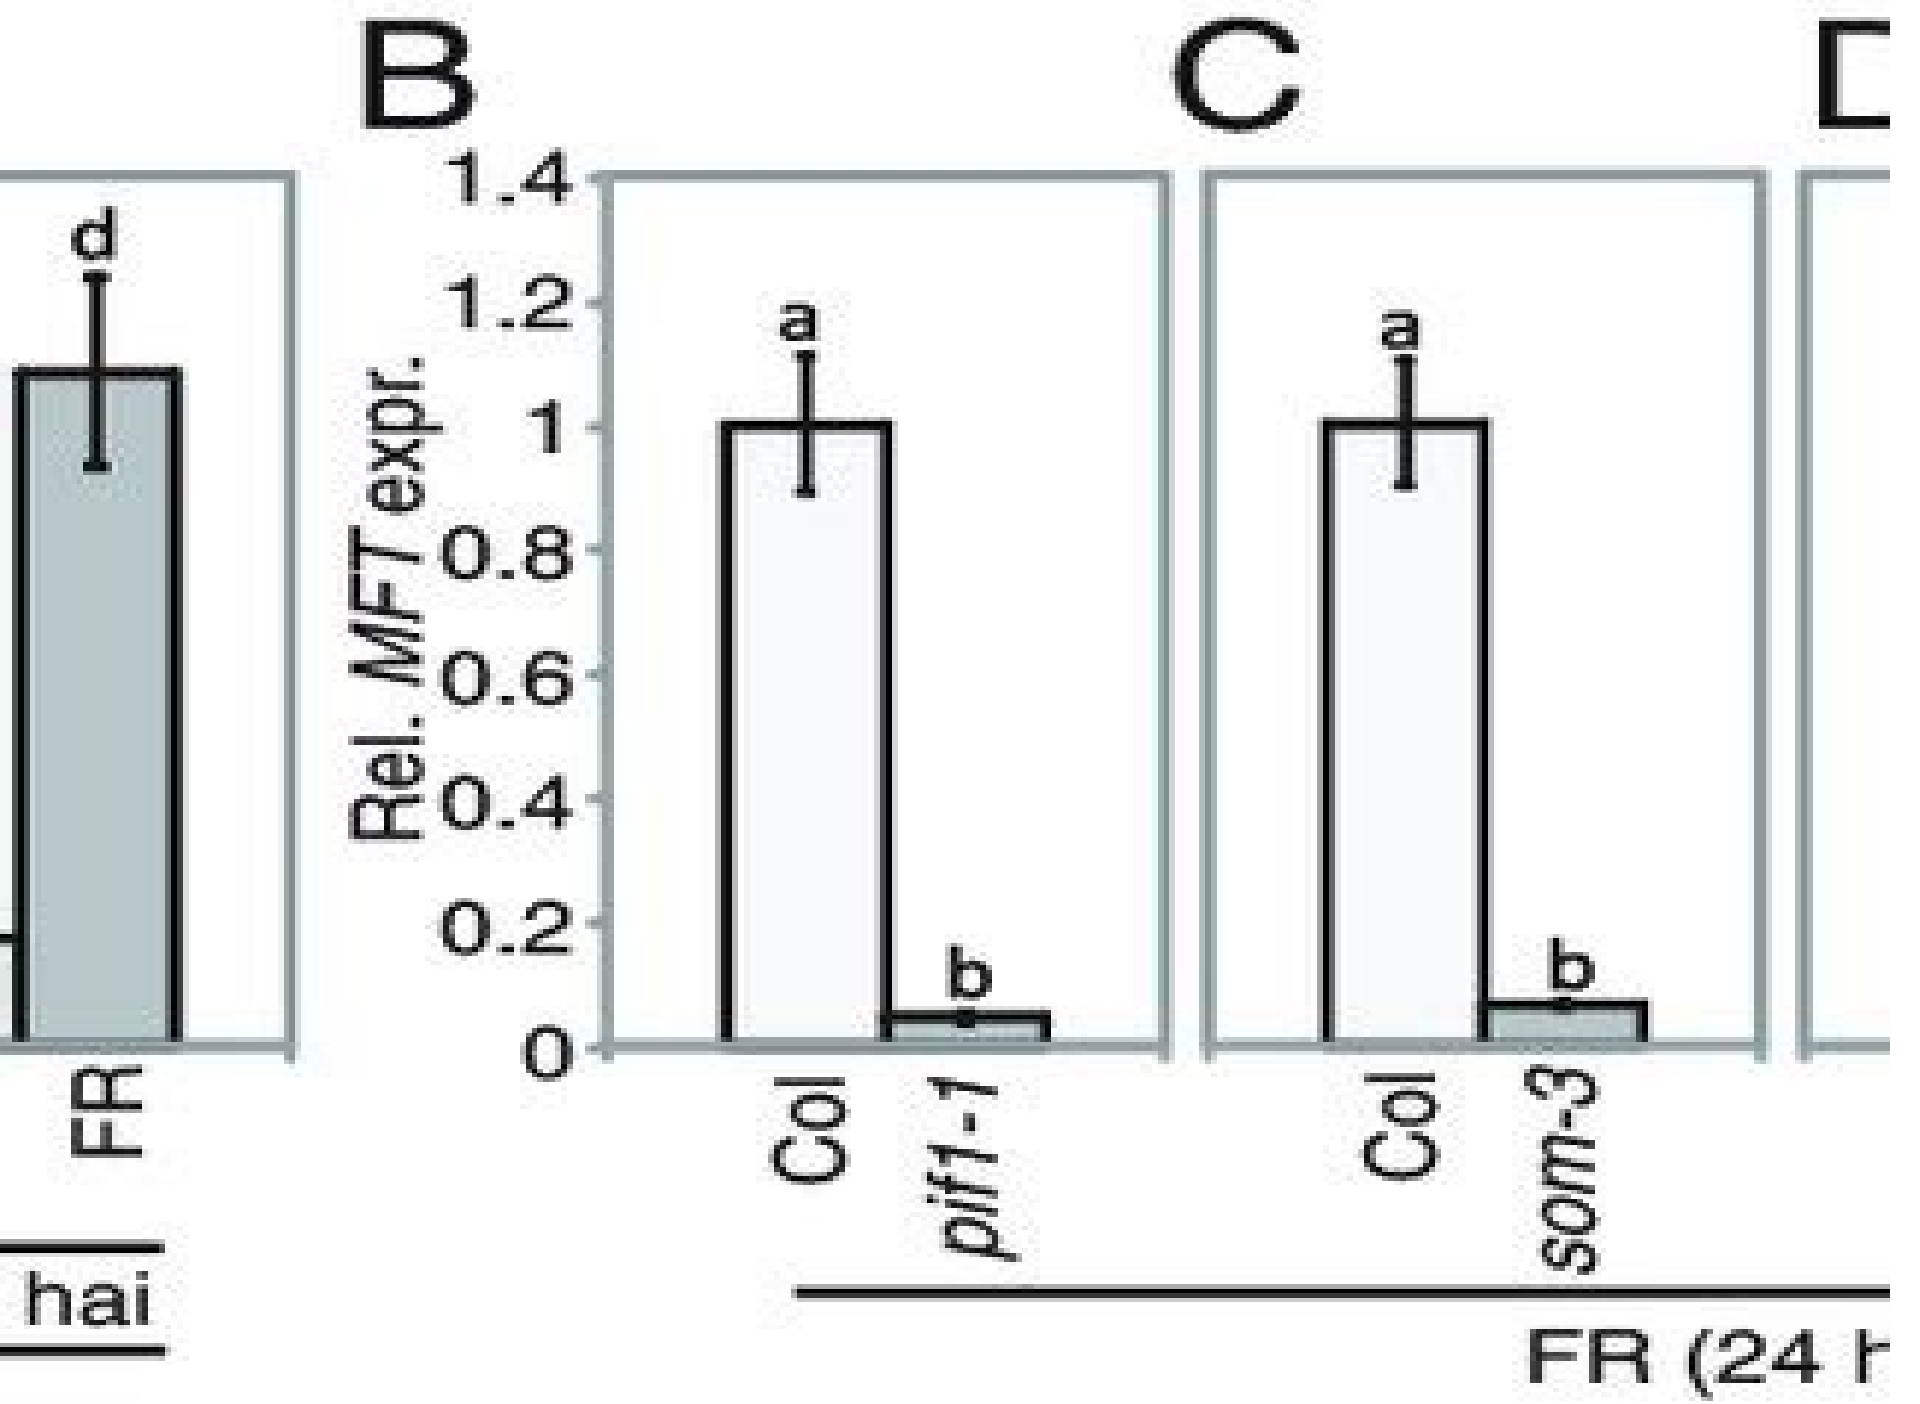 B
C
D
d
a
a
b
b
1.4
1.2
1
0.8
0.6
0.4
0.2
0
Rel. MFT expr.
FR
Col
pif1-1
Col
som-3
hai
FR (24 h